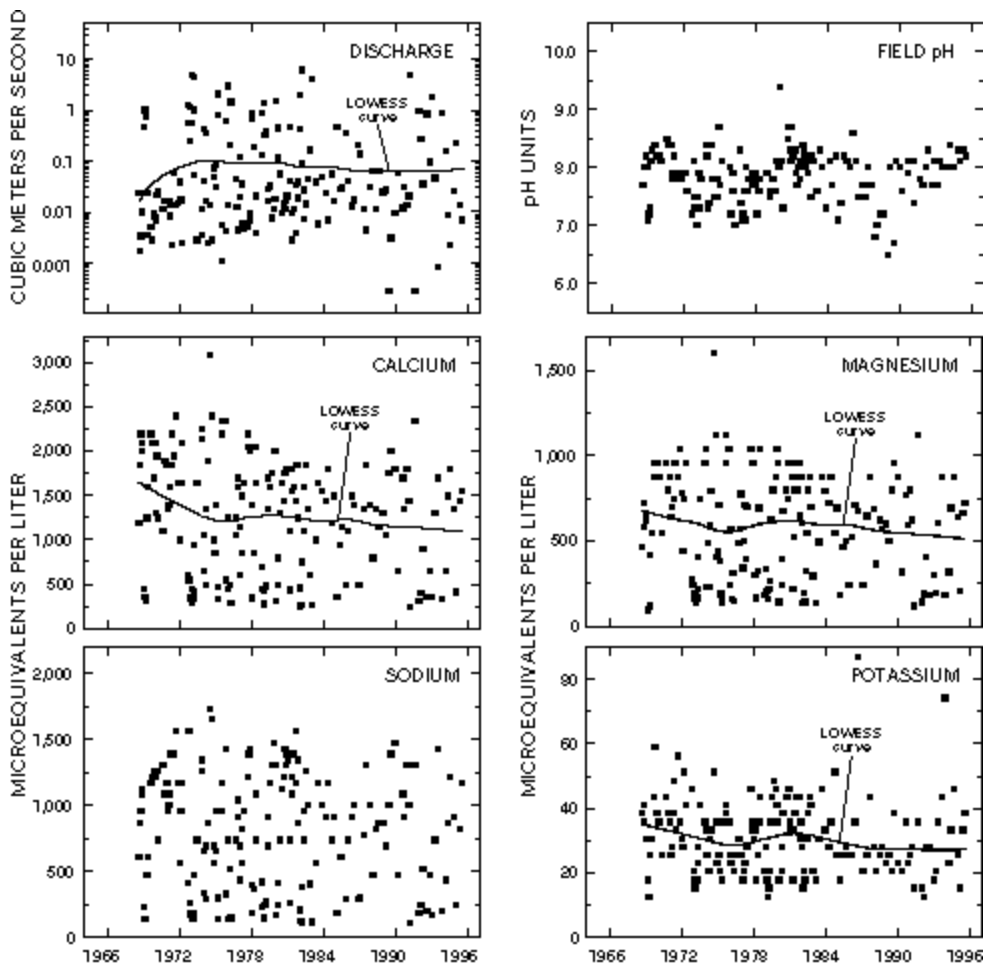 CUBIC METERS PER SECOND
DISCHARGE
10
1
0.1
0.01
0.001
LOWESS
curve
pH UNITS
FIELD pH
10.0
9.0
8.0
7.0
6.0
MICROEQUIVALENTS PER LITER
CALCIUM
3,000
2,500
2,000
1,500
1,000
500
0
LOWESS
curve
MICROEQUIVALENTS PER LITER
MAGNESIUM
1,500
1,000
500
0
LOWESS
curve
SODIUM
2,000
1,500
1,000
500
0
1966 1972 1978 1984 1990 1996
POTASSIUM
80
60
40
20
0
LOWESS
curve
1966 1972 1978 1984 1990 1996